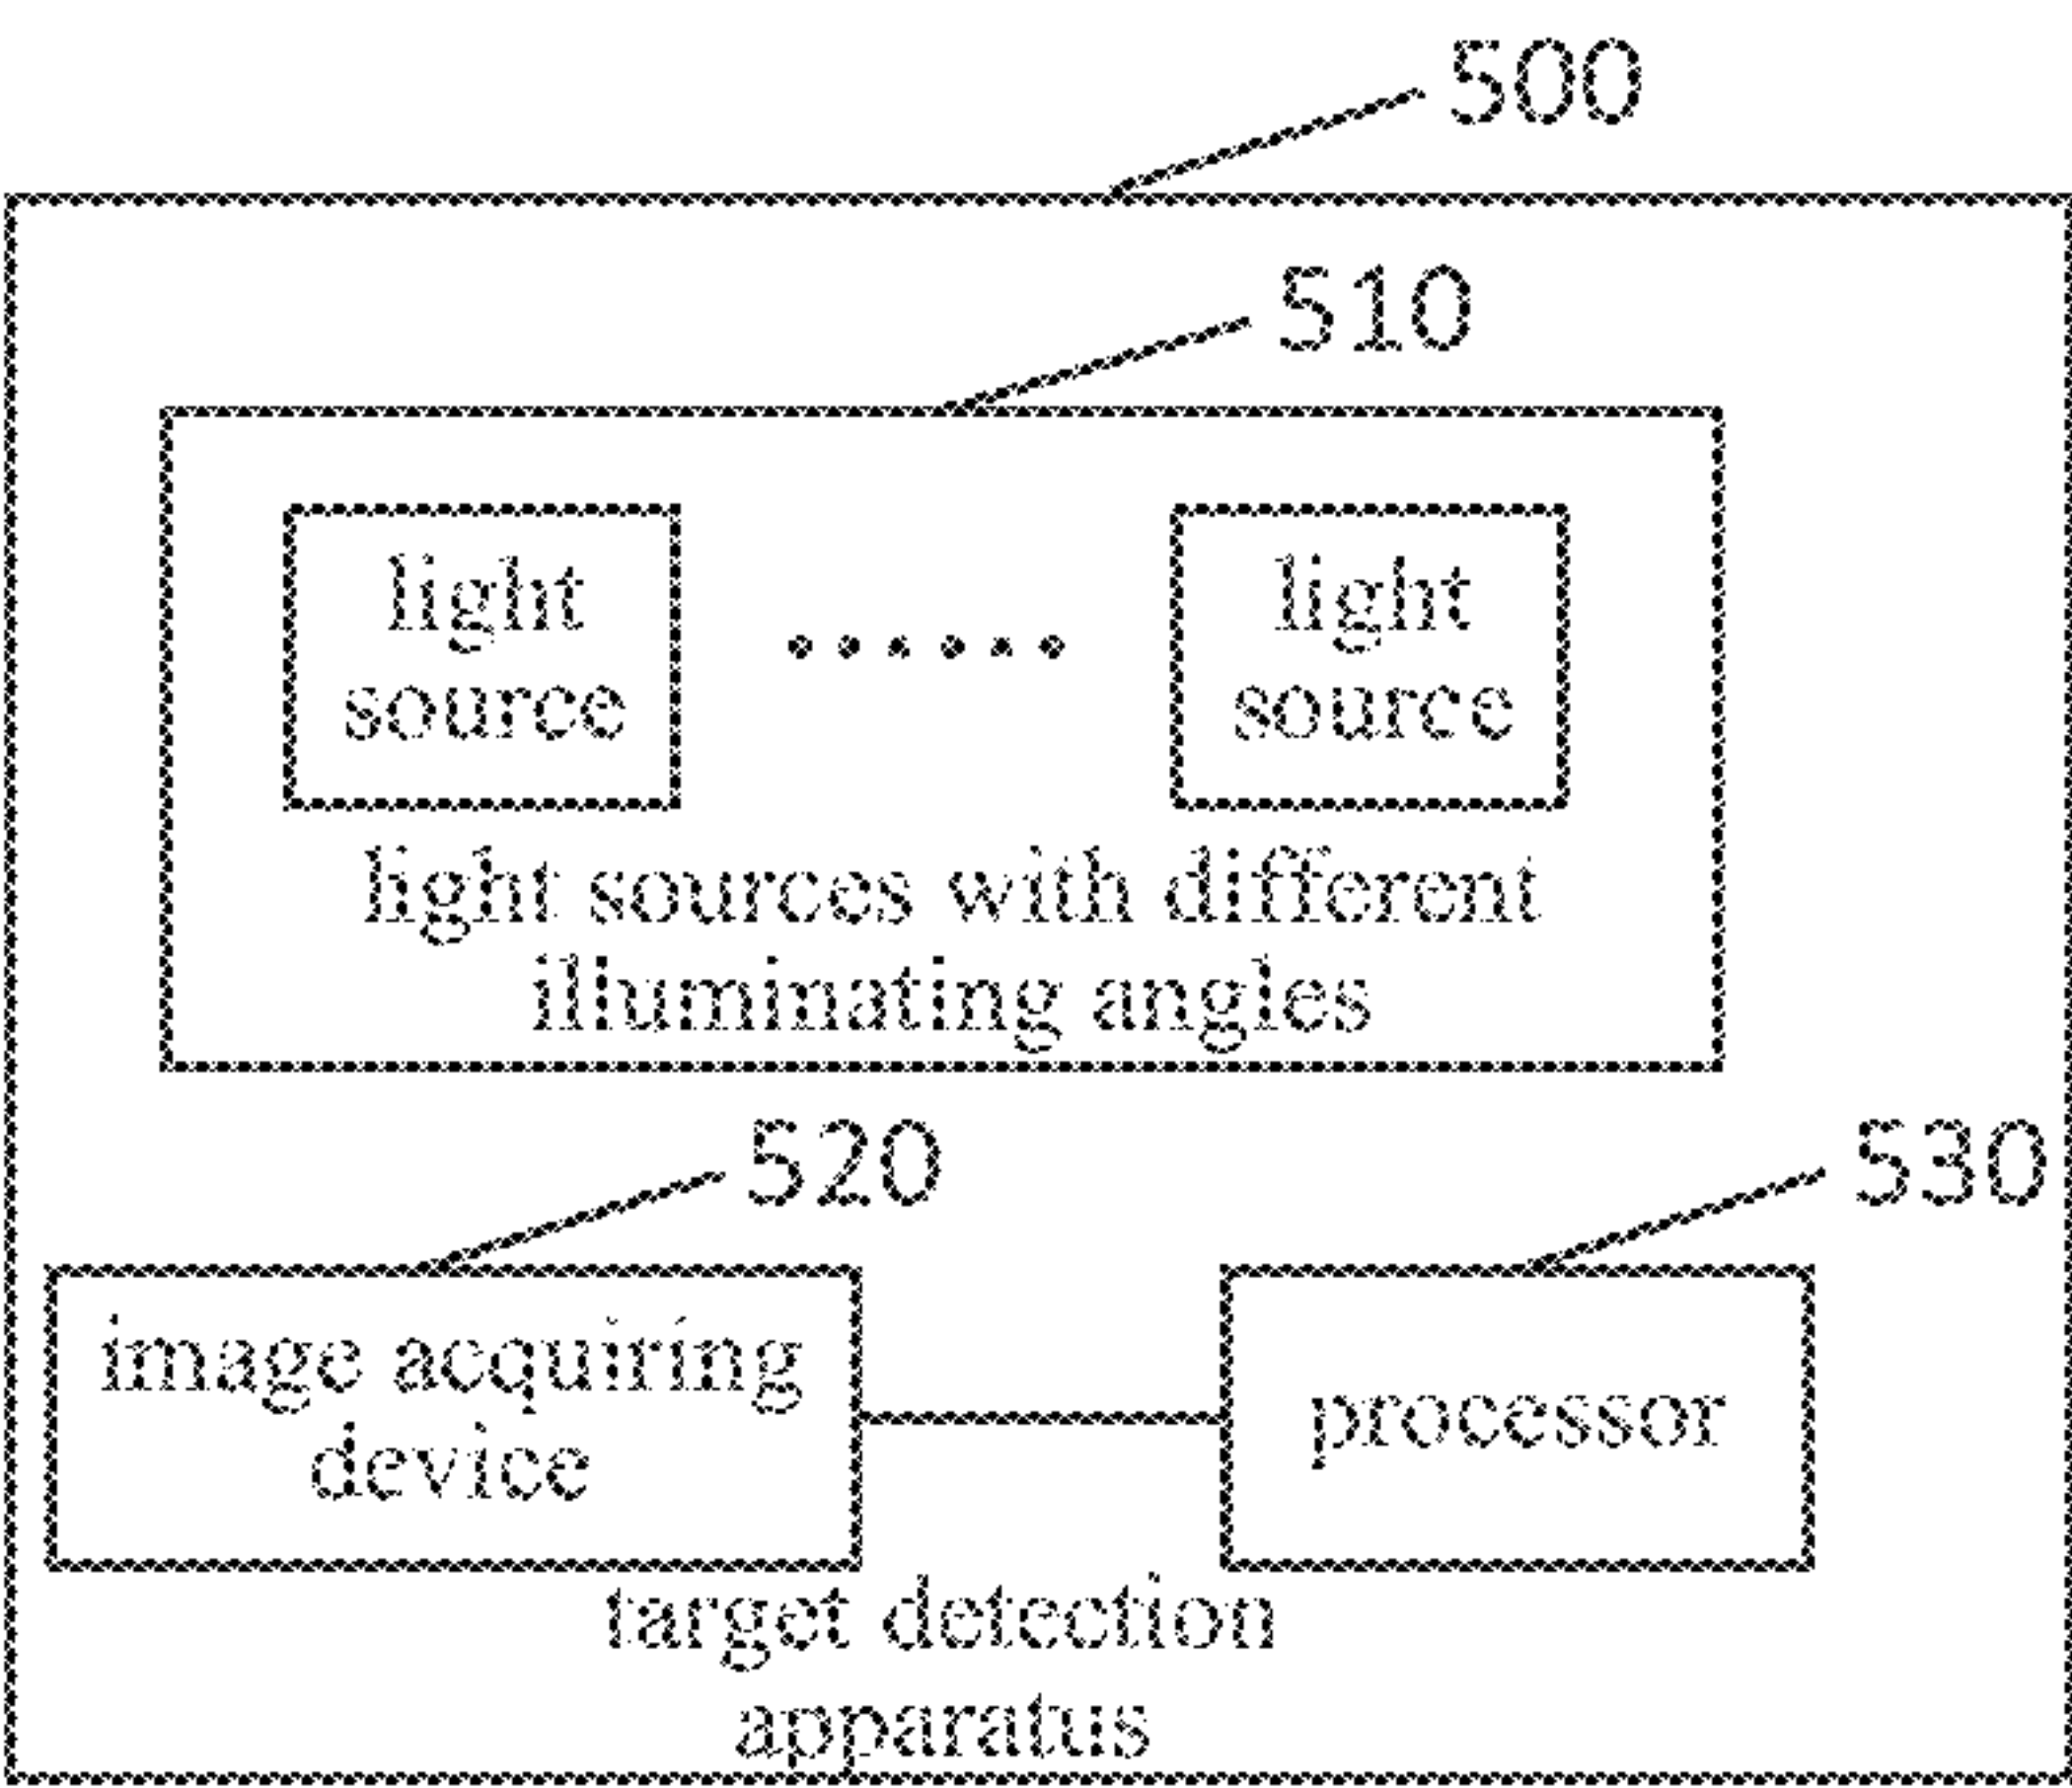 500
510
light
source
......
light
source
light sources with different
illuminating angles
520
530
image acquiring
device
processor
target detection
apparatus